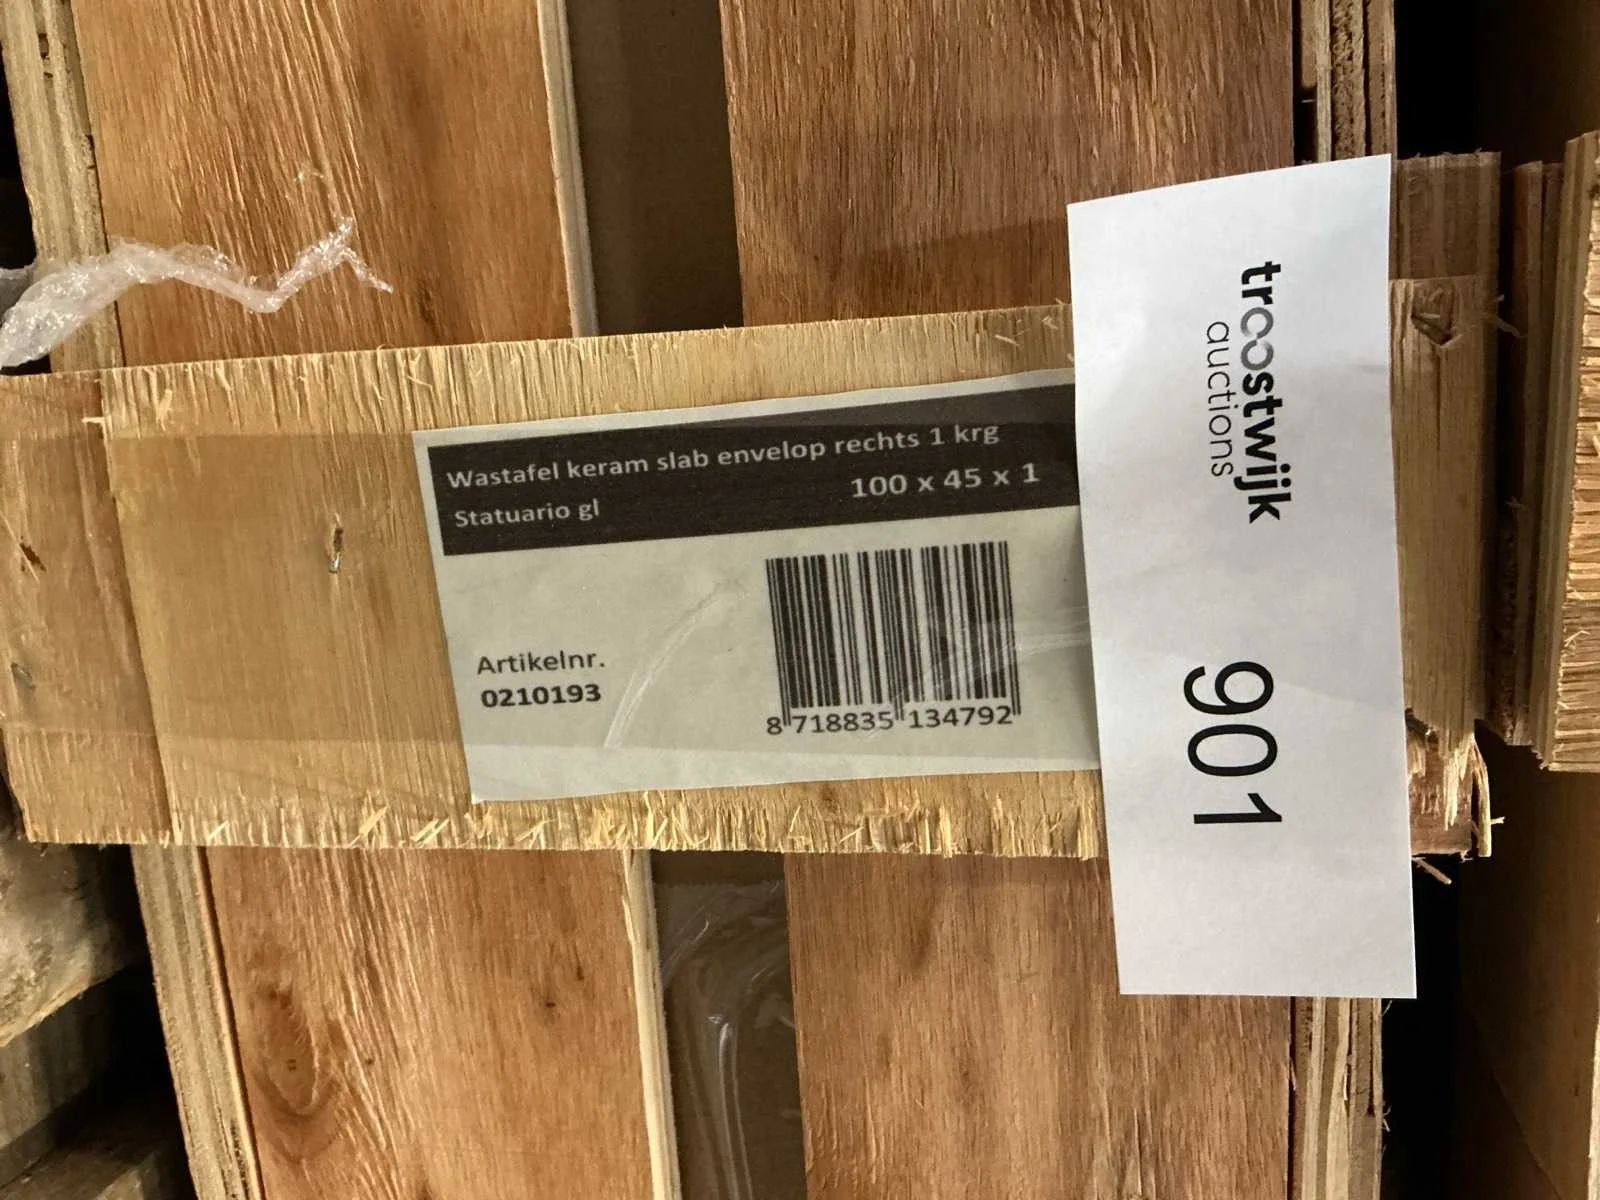 Wastafel keram slab envelop rechts 1 krg
Statuario gl
100 x 45 x 1
Artikelnr.
0210193
8 718835 134792
troostwijk
auctions
901